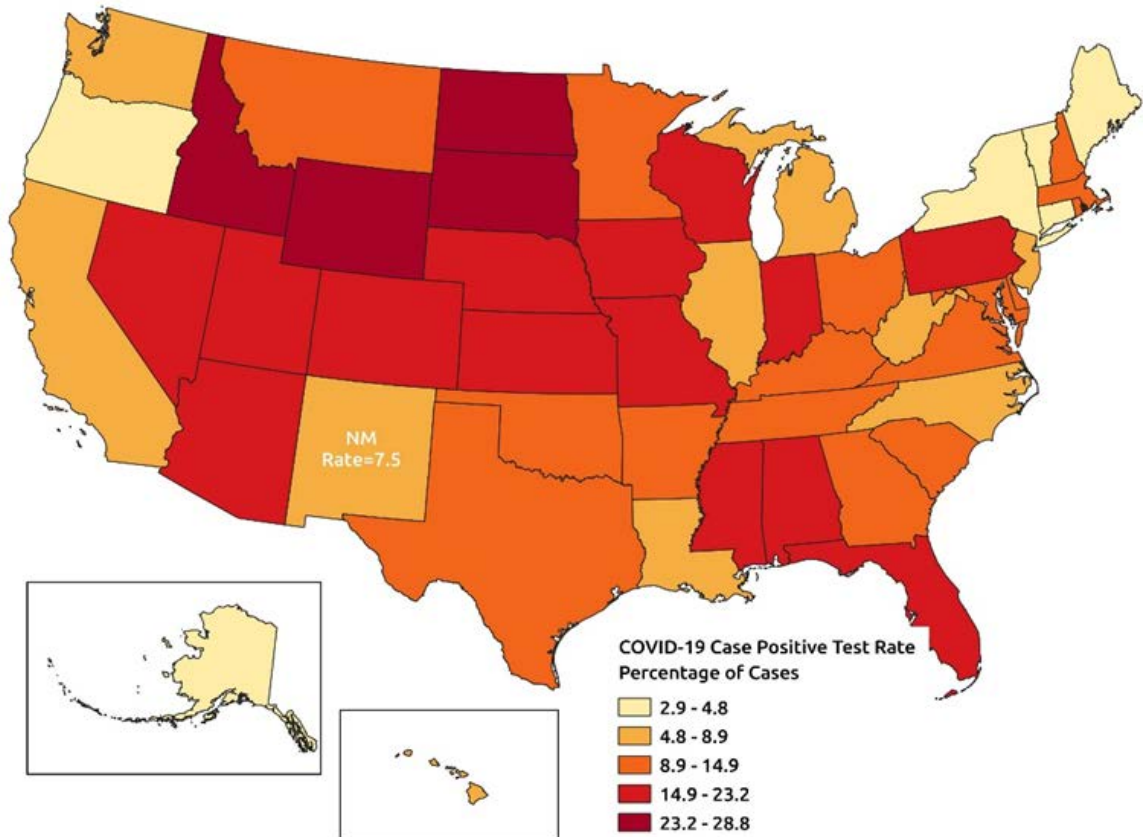 NM
Rate=7.5
COVID-19 Case Positive Test Rate
Percentage of Cases
2.9 - 4.8
4.8 - 8.9
8.9 - 14.9
14.9 - 23.2
23.2 - 28.8